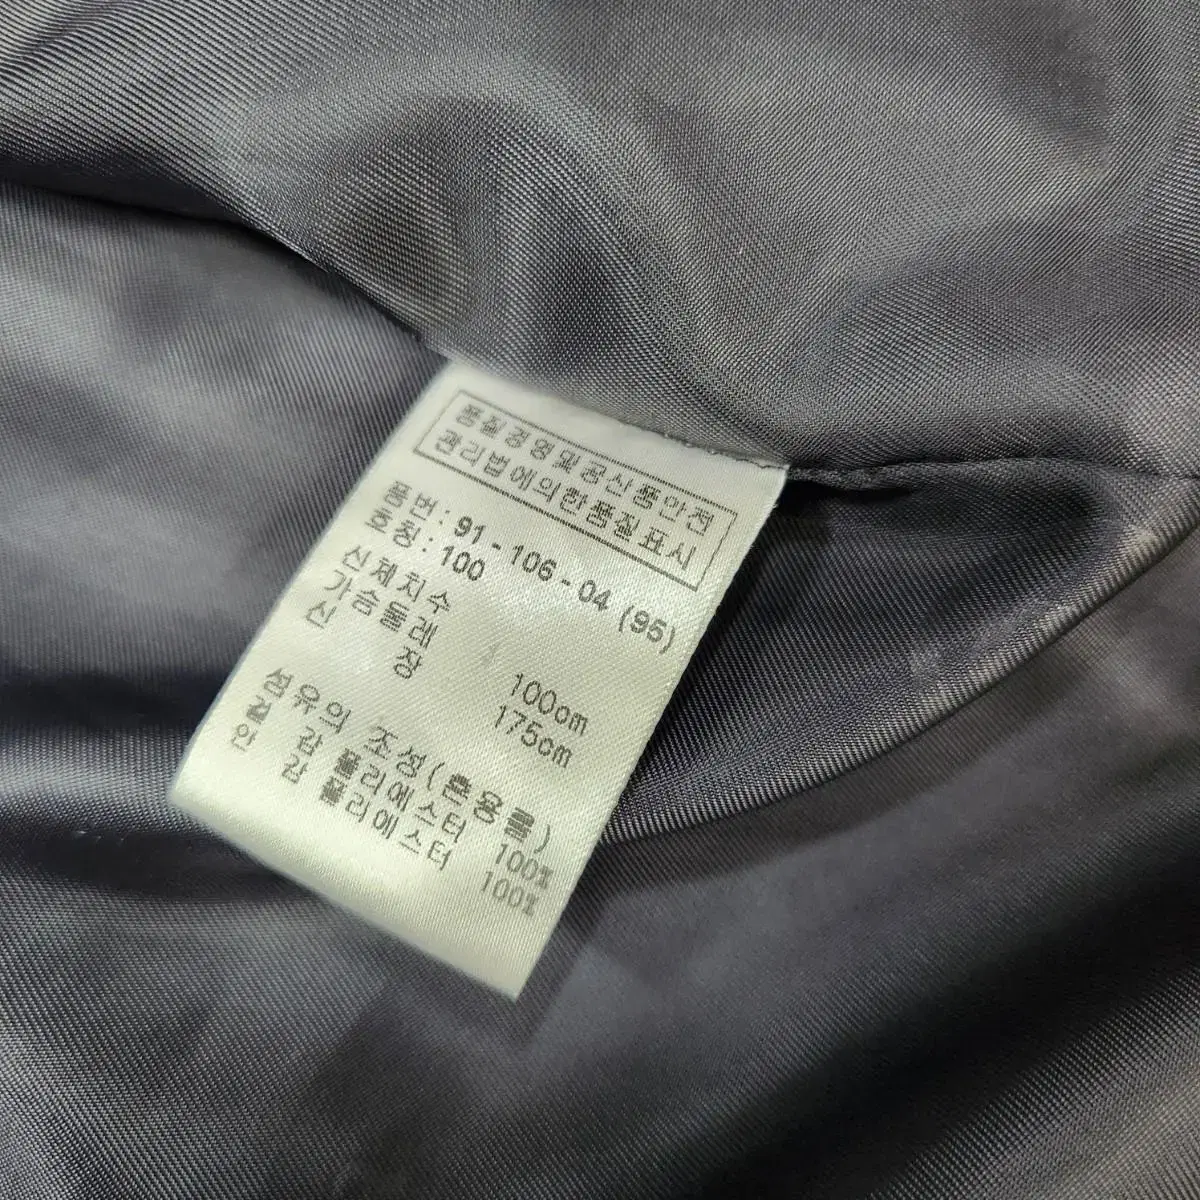 품질경영및공산품안전
관리법에의한품질표시
품번: 91-106-04 (95)
호칭: 100
신체치수
가슴둘레 100cm
신 장 175cm
섬유의 조성(혼용률)
겉 감 폴리에스터 100%
안 감 폴리에스터 100%